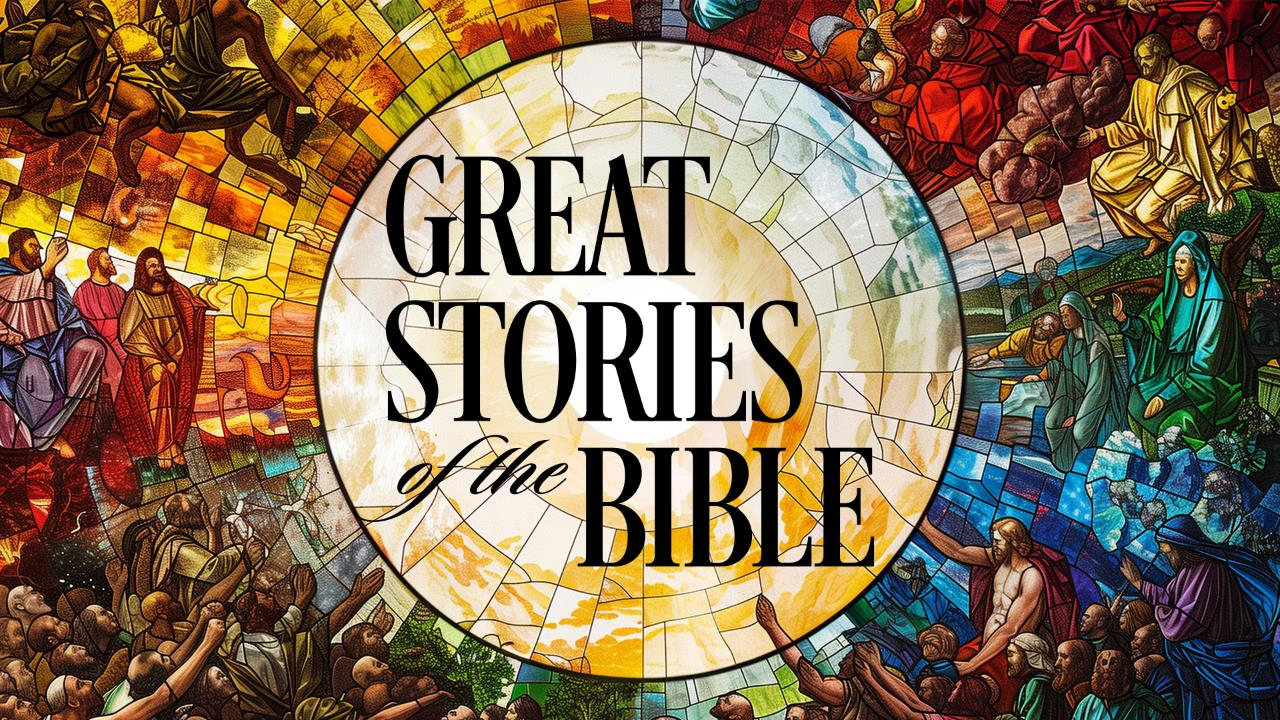 GREAT
STORIES
of the BIBLE